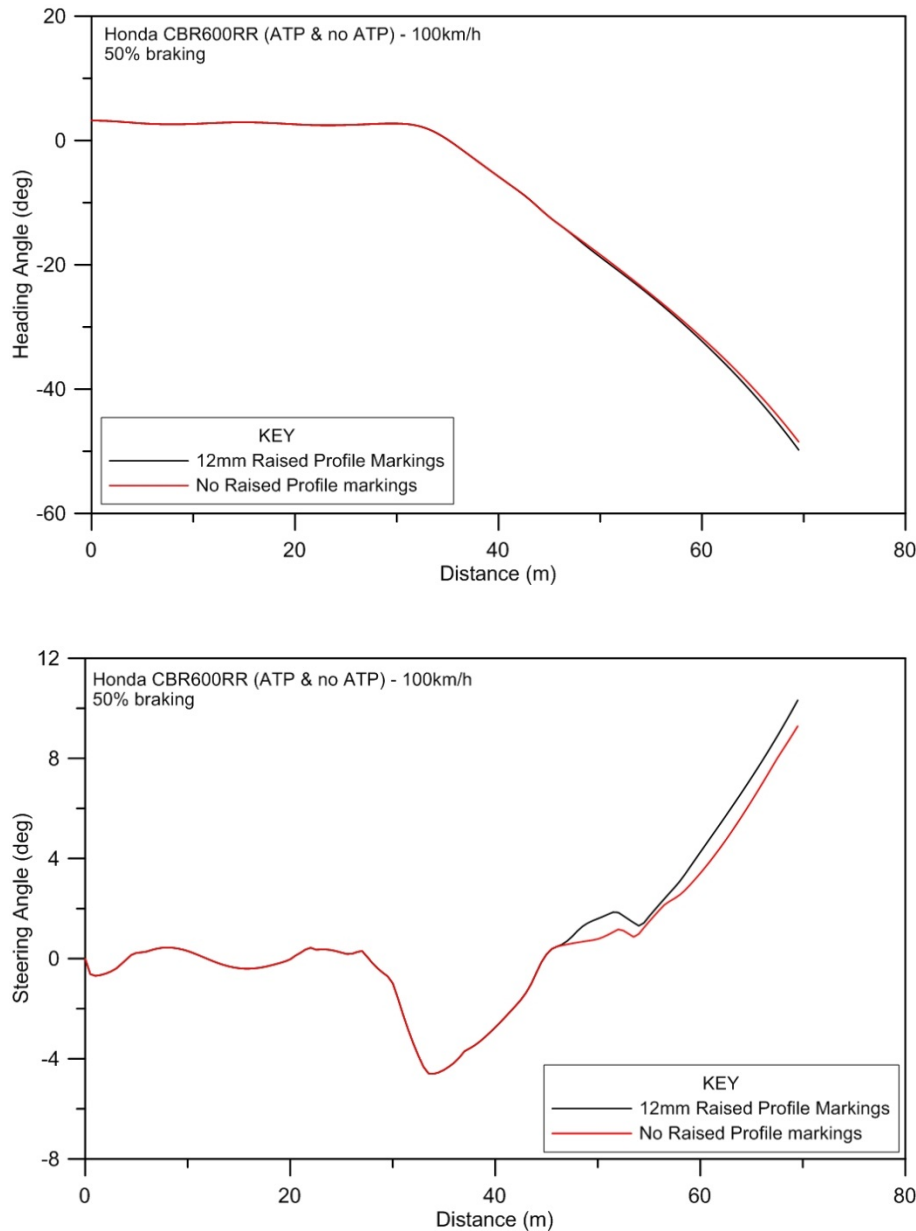 20
Honda CBR600RR (ATP & no ATP) - 100km/h
50% braking
0
-20
-40
-60
Heading Angle (deg)
KEY
12mm Raised Profile Markings
No Raised Profile markings
0
20
40
60
80
Distance (m)
12
Honda CBR600RR (ATP & no ATP) - 100km/h
50% braking
8
4
0
-4
-8
Steering Angle (deg)
KEY
12mm Raised Profile Markings
No Raised Profile markings
0
20
40
60
80
Distance (m)